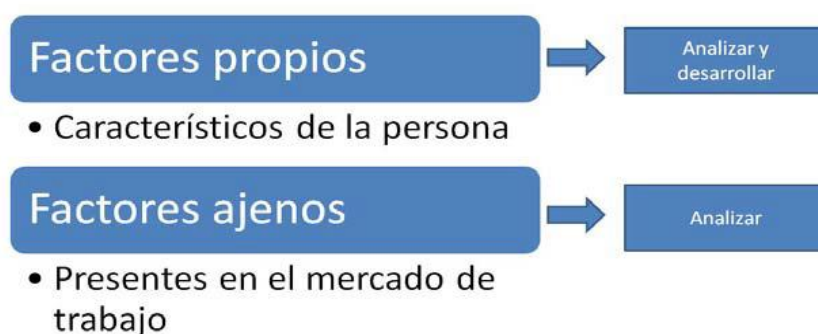 Factores propios
Analizar y
desarrollar
• Característicos de la persona
Factores ajenos
Analizar
• Presentes en el mercado de
trabajo